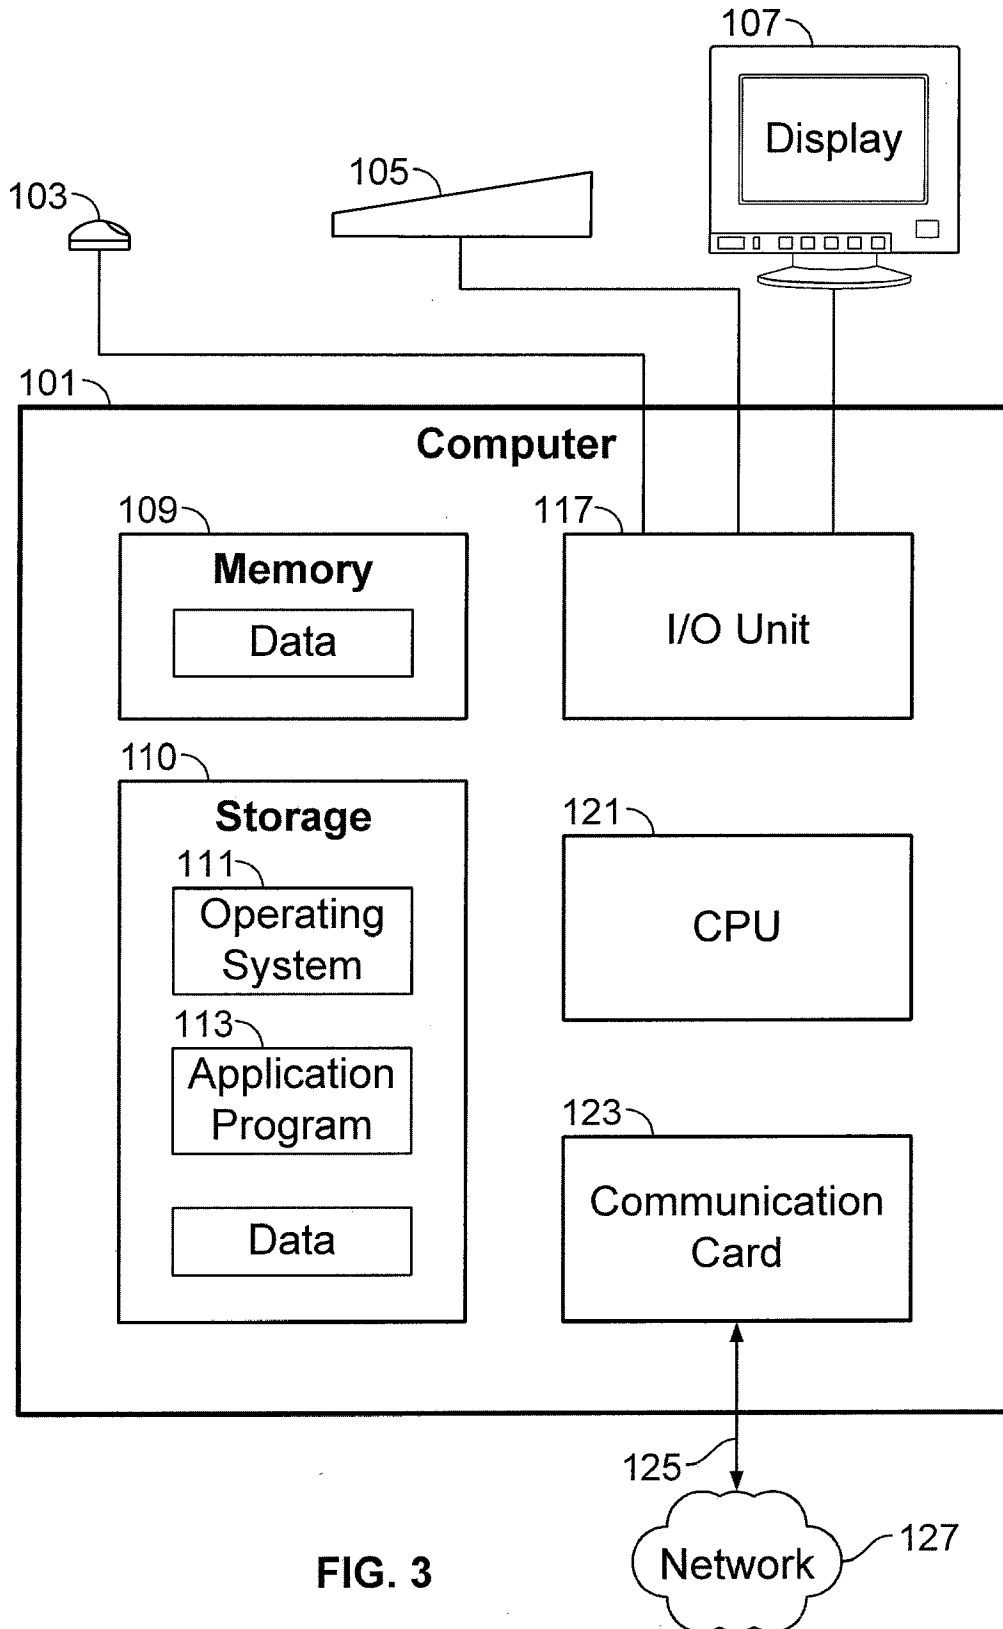 107
Display
105
103
101
Computer
109
Memory
Data
117
I/O Unit
110
Storage
111
Operating
System
113
Application
Program
Data
121
CPU
123
Communication
Card
125
Network
127
FIG. 3